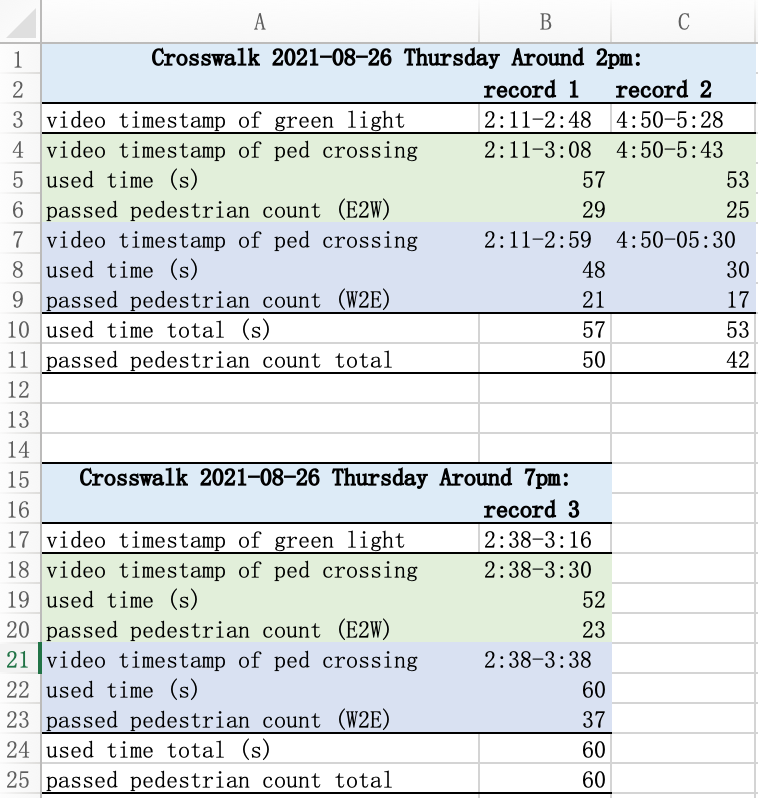 A B C
1 Crosswalk 2021-08-26 Thursday Around 2pm:
2 record 1 record 2
3 video timestamp of green light 2:11-2:48 4:50-5:28
4 video timestamp of ped crossing 2:11-3:08 4:50-5:43
5 used time (s) 57 53
6 passed pedestrian count (E2W) 29 25
7 video timestamp of ped crossing 2:11-2:59 4:50-05:30
8 used time (s) 48 30
9 passed pedestrian count (W2E) 21 17
10 used time total (s) 57 53
11 passed pedestrian count total 50 42
12
13
14
15 Crosswalk 2021-08-26 Thursday Around 7pm:
16 record 3
17 video timestamp of green light 2:38-3:16
18 video timestamp of ped crossing 2:38-3:30
19 used time (s) 52
20 passed pedestrian count (E2W) 23
21 video timestamp of ped crossing 2:38-3:38
22 used time (s) 60
23 passed pedestrian count (W2E) 37
24 used time total (s) 60
25 passed pedestrian count total 60